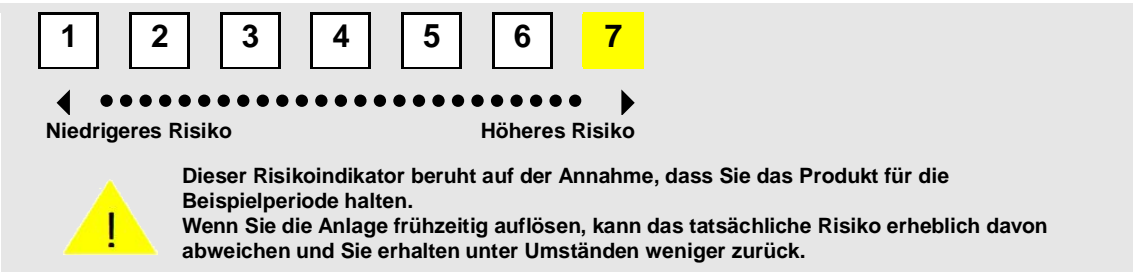 1 2 3 4 5 6 7
Niedrigeres Risiko Höheres Risiko
Dieser Risikoindikator beruht auf der Annahme, dass Sie das Produkt für die
Beispielperiode halten.
Wenn Sie die Anlage frühzeitig auflösen, kann das tatsächliche Risiko erheblich davon
abweichen und Sie erhalten unter Umständen weniger zurück.
!